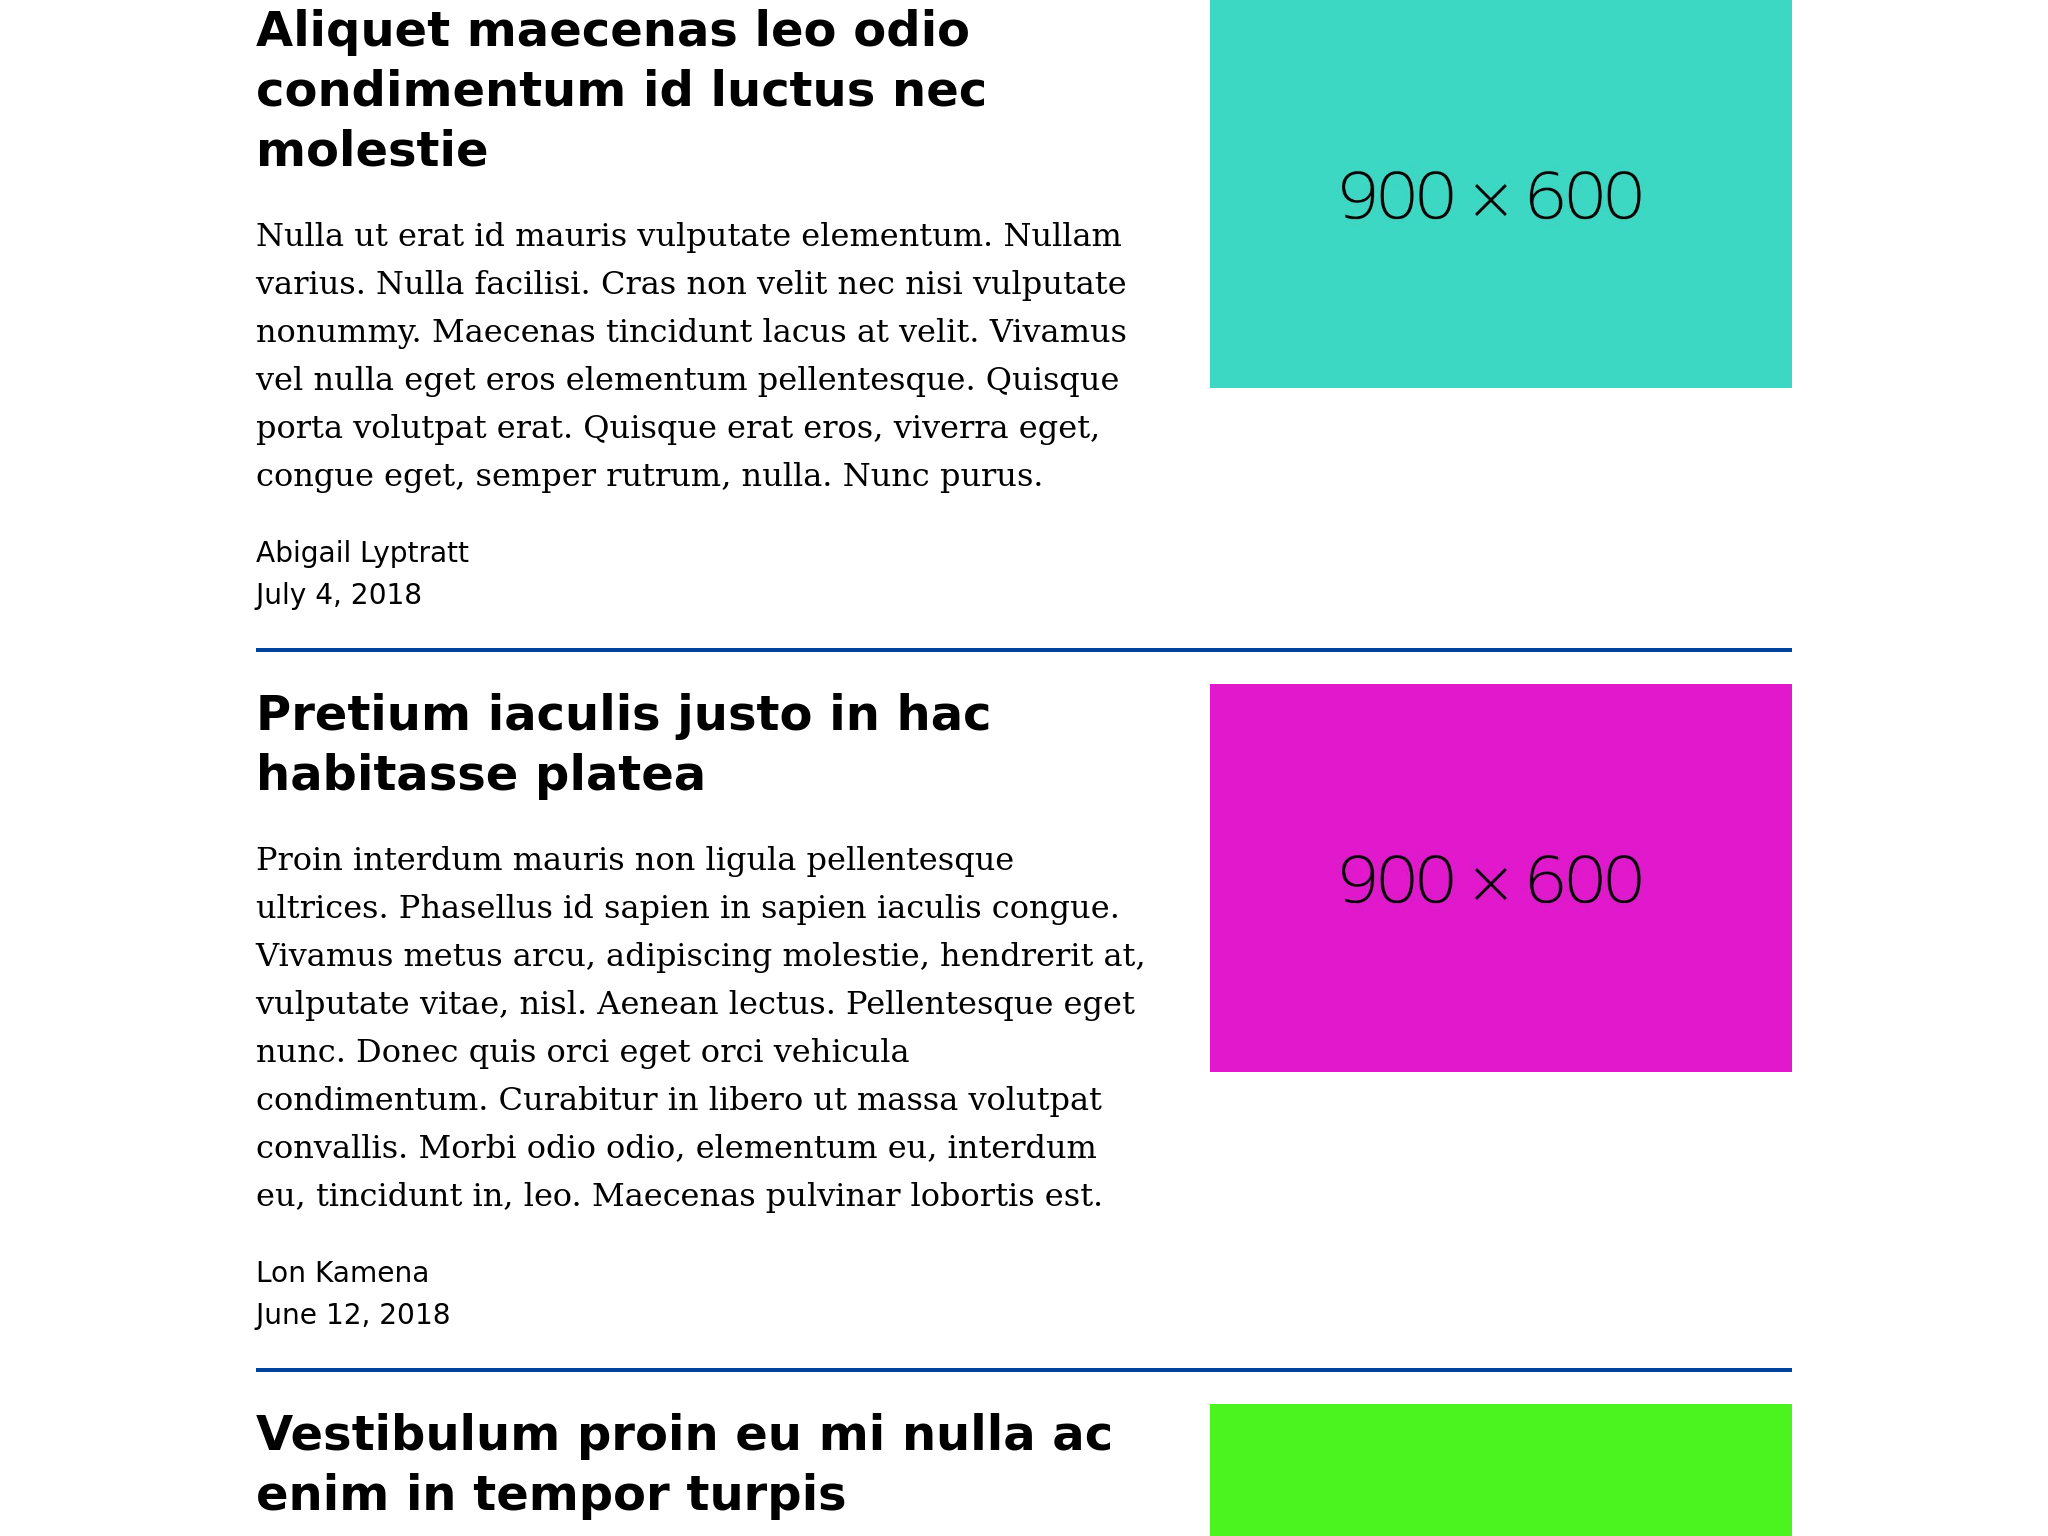 Aliquet maecenas leo odio
condimentum id luctus nec
molestie
Nulla ut erat id mauris vulputate elementum. Nullam
varius. Nulla facilisi. Cras non velit nec nisi vulputate
nonummy. Maecenas tincidunt lacus at velit. Vivamus
vel nulla eget eros elementum pellentesque. Quisque
porta volutpat erat. Quisque erat eros, viverra eget,
congue eget, semper rutrum, nulla. Nunc purus.
Abigail Lyptratt
July 4, 2018
900 × 600
Pretium iaculis justo in hac
habitasse platea
Proin interdum mauris non ligula pellentesque
ultrices. Phasellus id sapien in sapien iaculis congue.
Vivamus metus arcu, adipiscing molestie, hendrerit at,
vulputate vitae, nisl. Aenean lectus. Pellentesque eget
nunc. Donec quis orci eget orci vehicula
condimentum. Curabitur in libero ut massa volutpat
convallis. Morbi odio odio, elementum eu, interdum
eu, tincidunt in, leo. Maecenas pulvinar lobortis est.
Lon Kamena
June 12, 2018
900 × 600
Vestibulum proin eu mi nulla ac
enim in tempor turpis